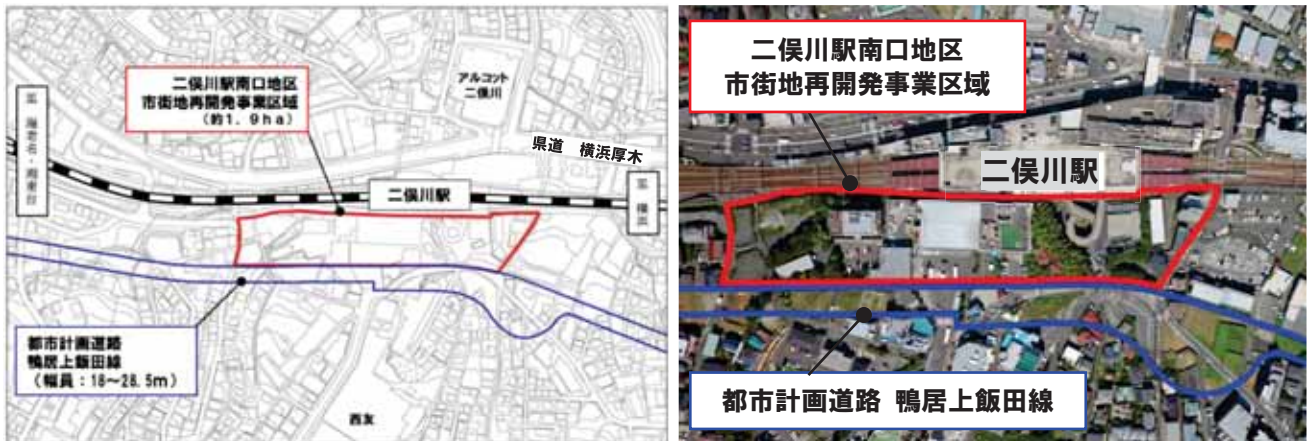 二俣川駅南口地区
市街地再開発事業区域
（約1.9ha）
アルコット
二俣川
県道 横浜厚木
至 海老名・湘南台
二俣川駅
至 横浜
都市計画道路
鴨居上飯田線
（幅員：18～28.5m）
西友
二俣川駅南口地区
市街地再開発事業区域
二俣川駅
都市計画道路 鴨居上飯田線